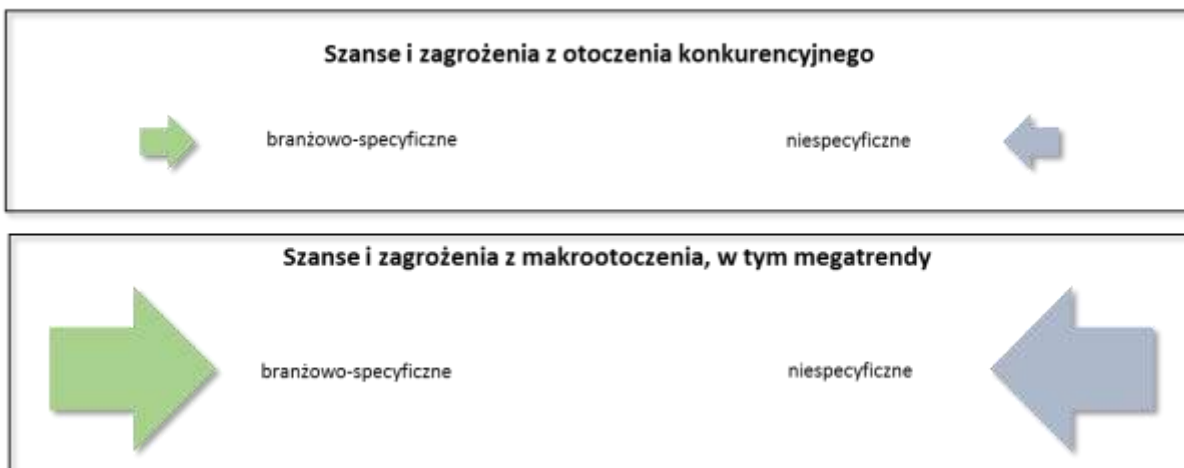 Szanse i zagrożenia z otoczenia konkurencyjnego
branżowo-specyficzne
niespecyficzne
Szanse i zagrożenia z makrootoczenia, w tym megatrendy
branżowo-specyficzne
niespecyficzne